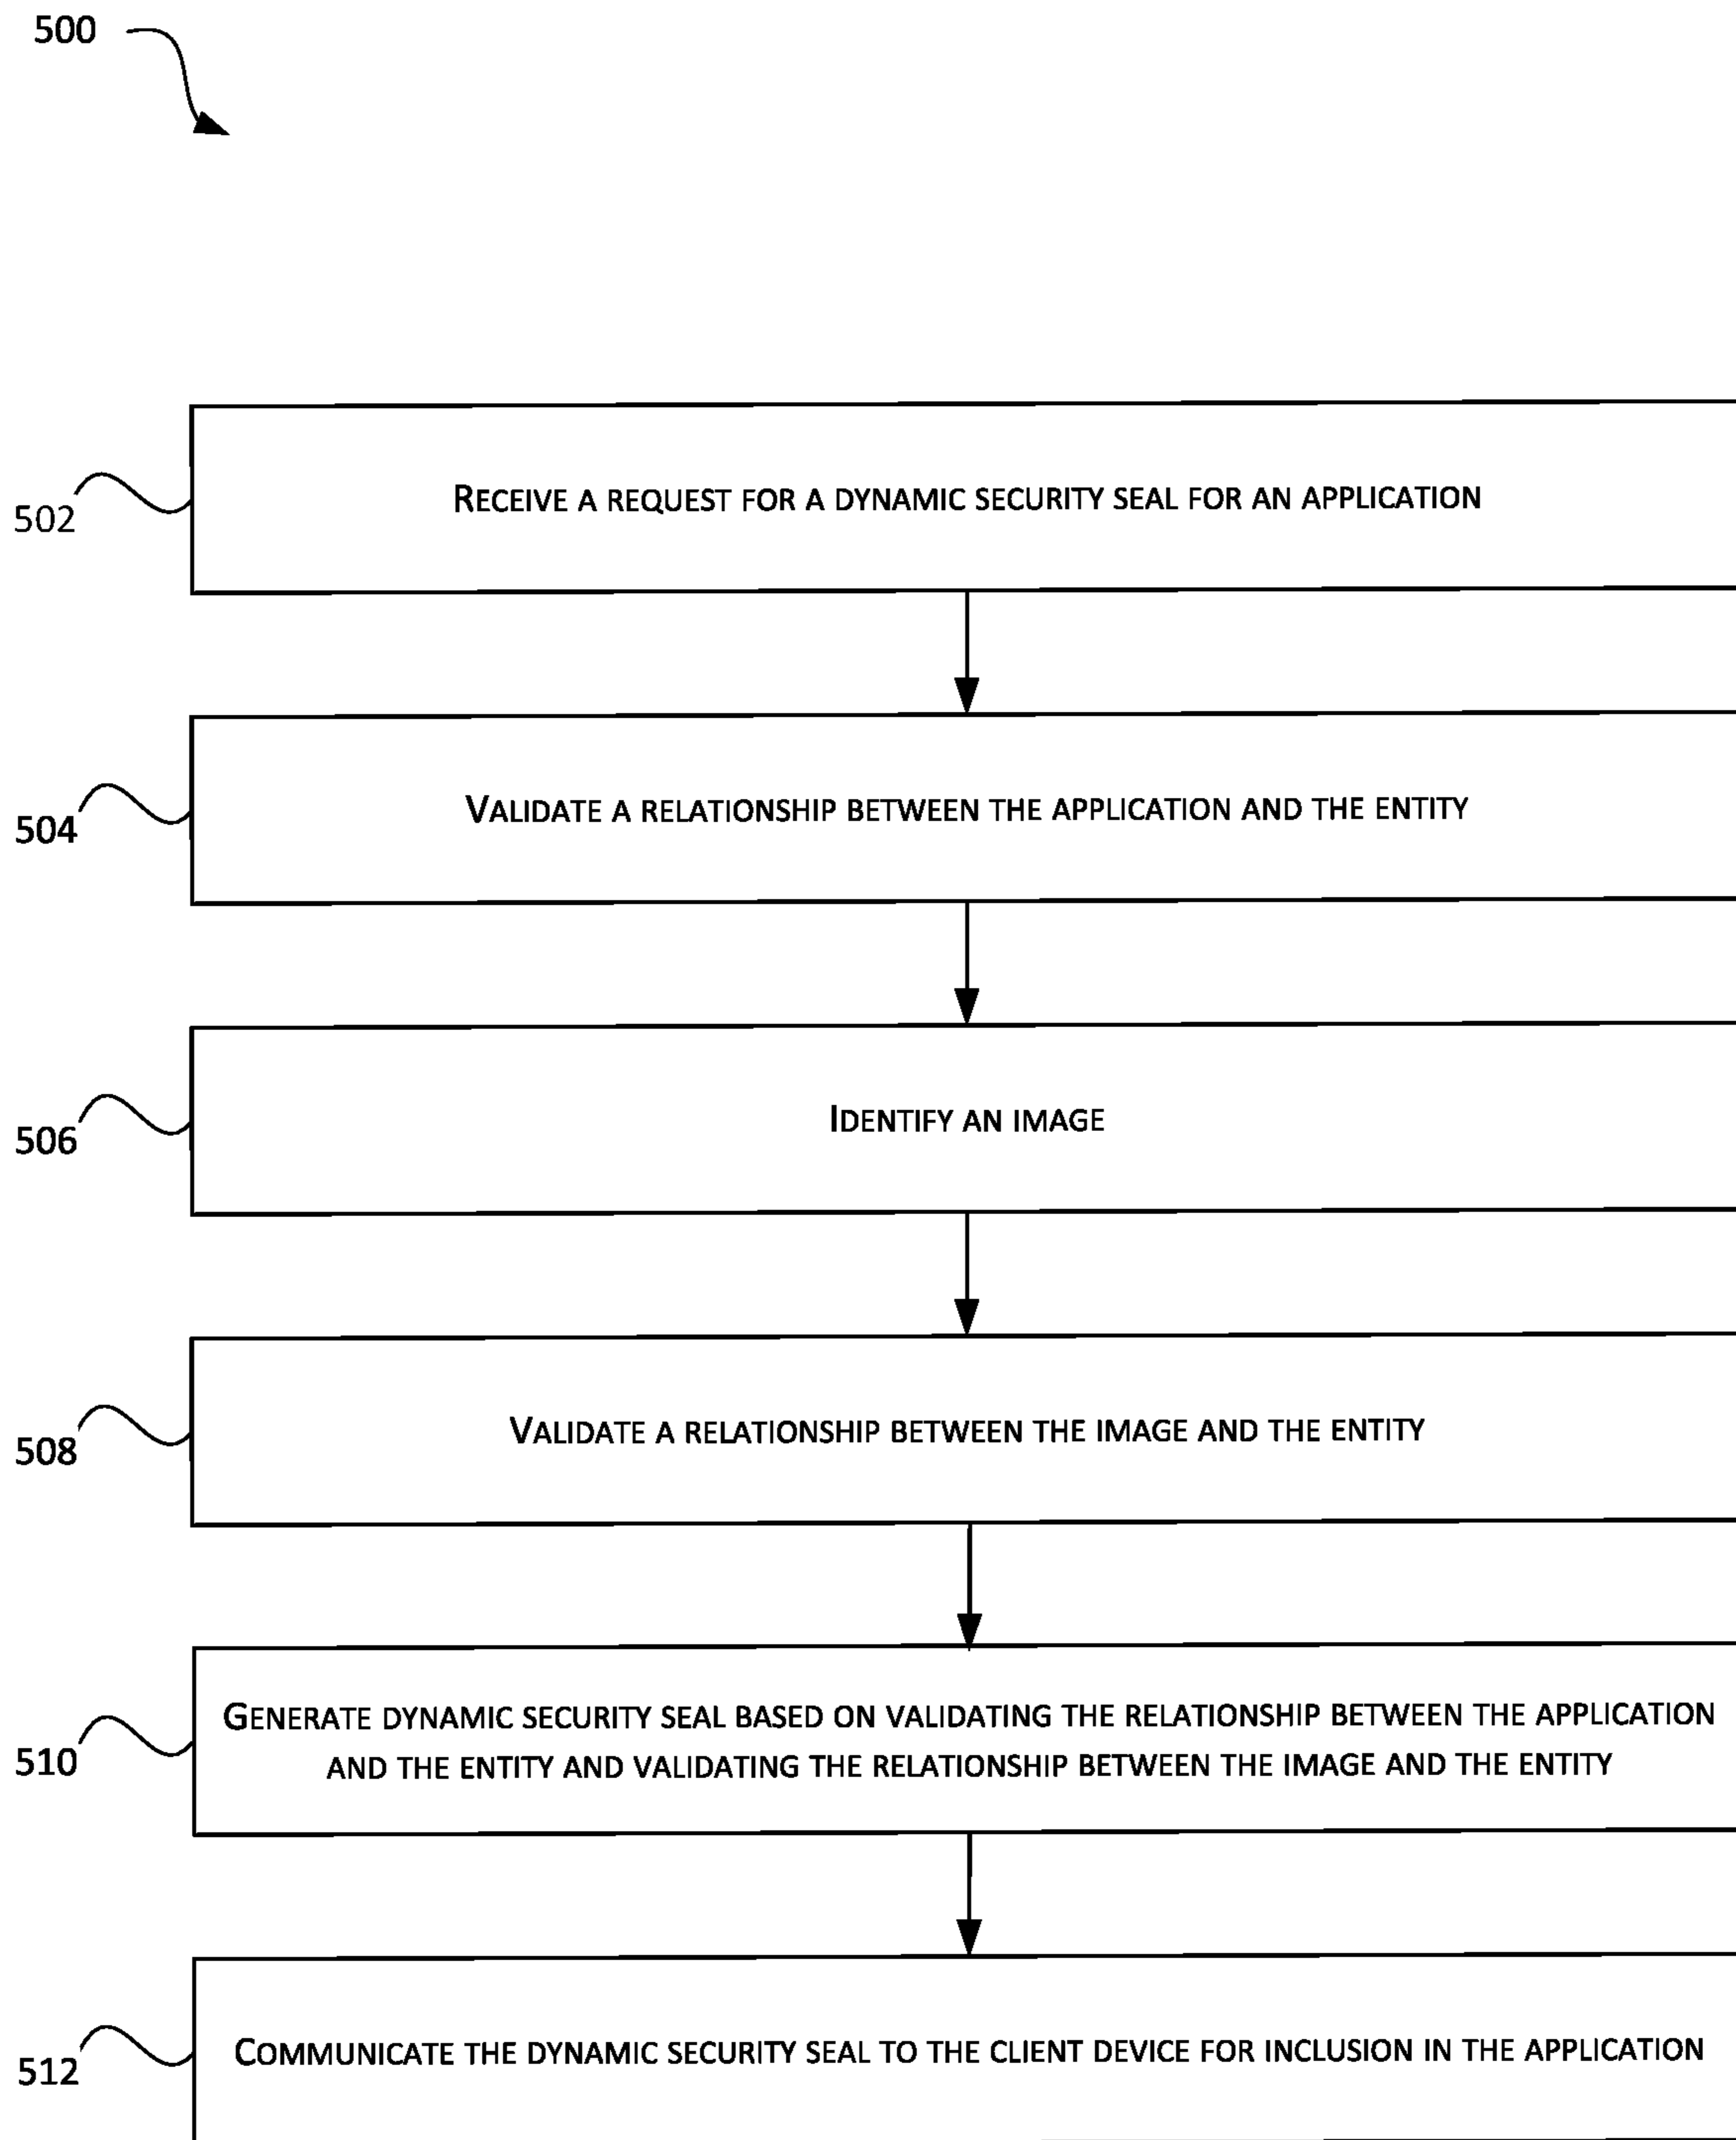 500
RECEIVE A REQUEST FOR A DYNAMIC SECURITY SEAL FOR AN APPLICATION
502
VALIDATE A RELATIONSHIP BETWEEN THE APPLICATION AND THE ENTITY
504
IDENTIFY AN IMAGE
506
VALIDATE A RELATIONSHIP BETWEEN THE IMAGE AND THE ENTITY
508
GENERATE DYNAMIC SECURITY SEAL BASED ON VALIDATING THE RELATIONSHIP BETWEEN THE APPLICATION
AND THE ENTITY AND VALIDATING THE RELATIONSHIP BETWEEN THE IMAGE AND THE ENTITY
510
COMMUNICATE THE DYNAMIC SECURITY SEAL TO THE CLIENT DEVICE FOR INCLUSION IN THE APPLICATION
512